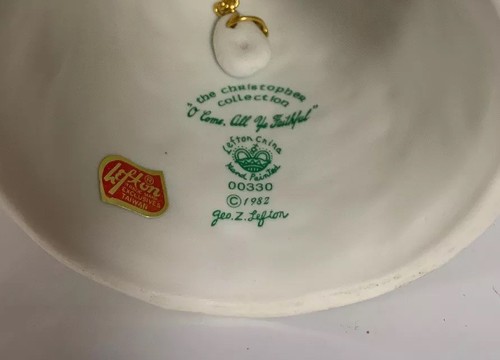 "the christopher
collection
"O Come, All Ye Faithful"
Lefton China
Hand Painted
00330
© 1982
Geo. Z. Lefton
Lefton ®
EXCLUSIVES
TAIWAN